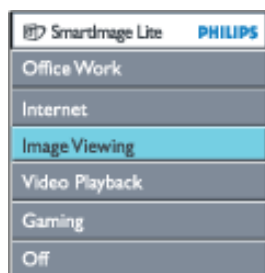 SmartImage Lite PHILIPS
Office Work
Internet
Image Viewing
Video Playback
Gaming
Off